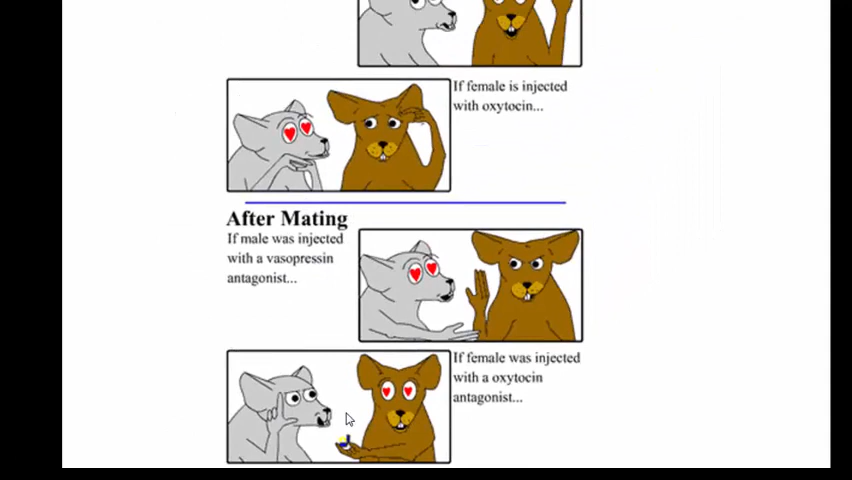 If female is injected
with oxytocin...
After Mating
If male was injected
with a vasopressin
antagonist...
If female was injected
with a oxytocin
antagonist...